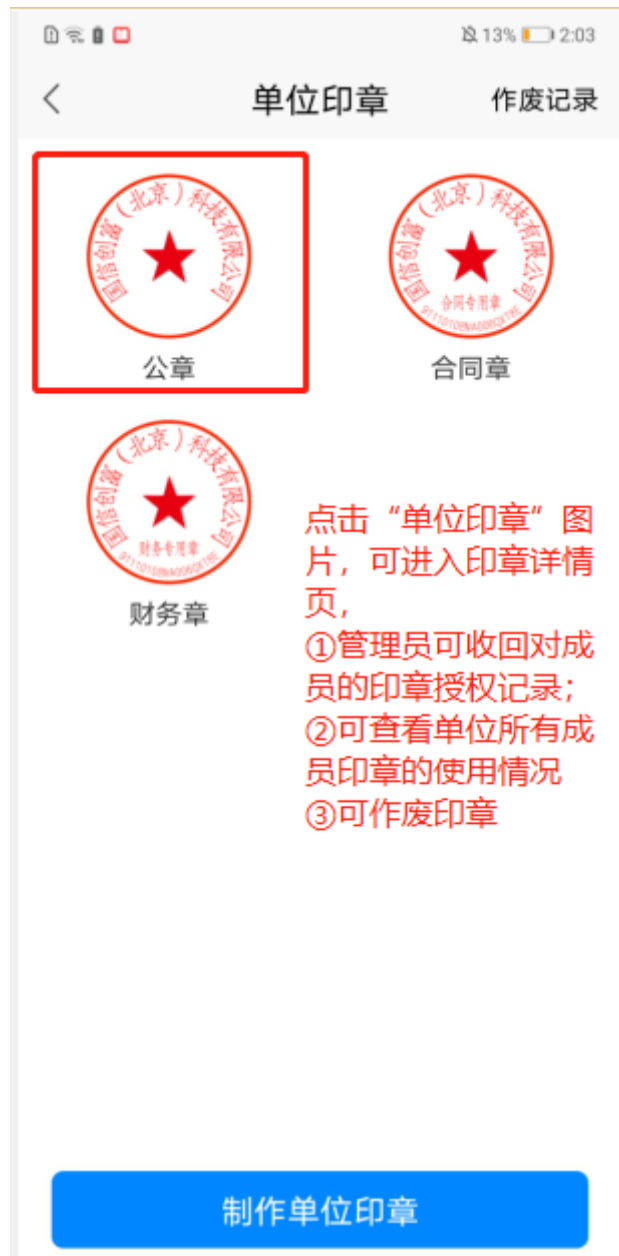 13% 2:03
单位印章
作废记录
国信创富（北京）科技有限公司
公章
国信创富（北京）科技有限公司
合同专用章
合同章
国信创富（北京）科技有限公司
财务专用章
财务章
点击“单位印章”图
片，可进入印章详情
页，
①管理员可收回对成
员的印章授权记录；
②可查看单位所有成
员印章的使用情况
③可作废印章
制作单位印章